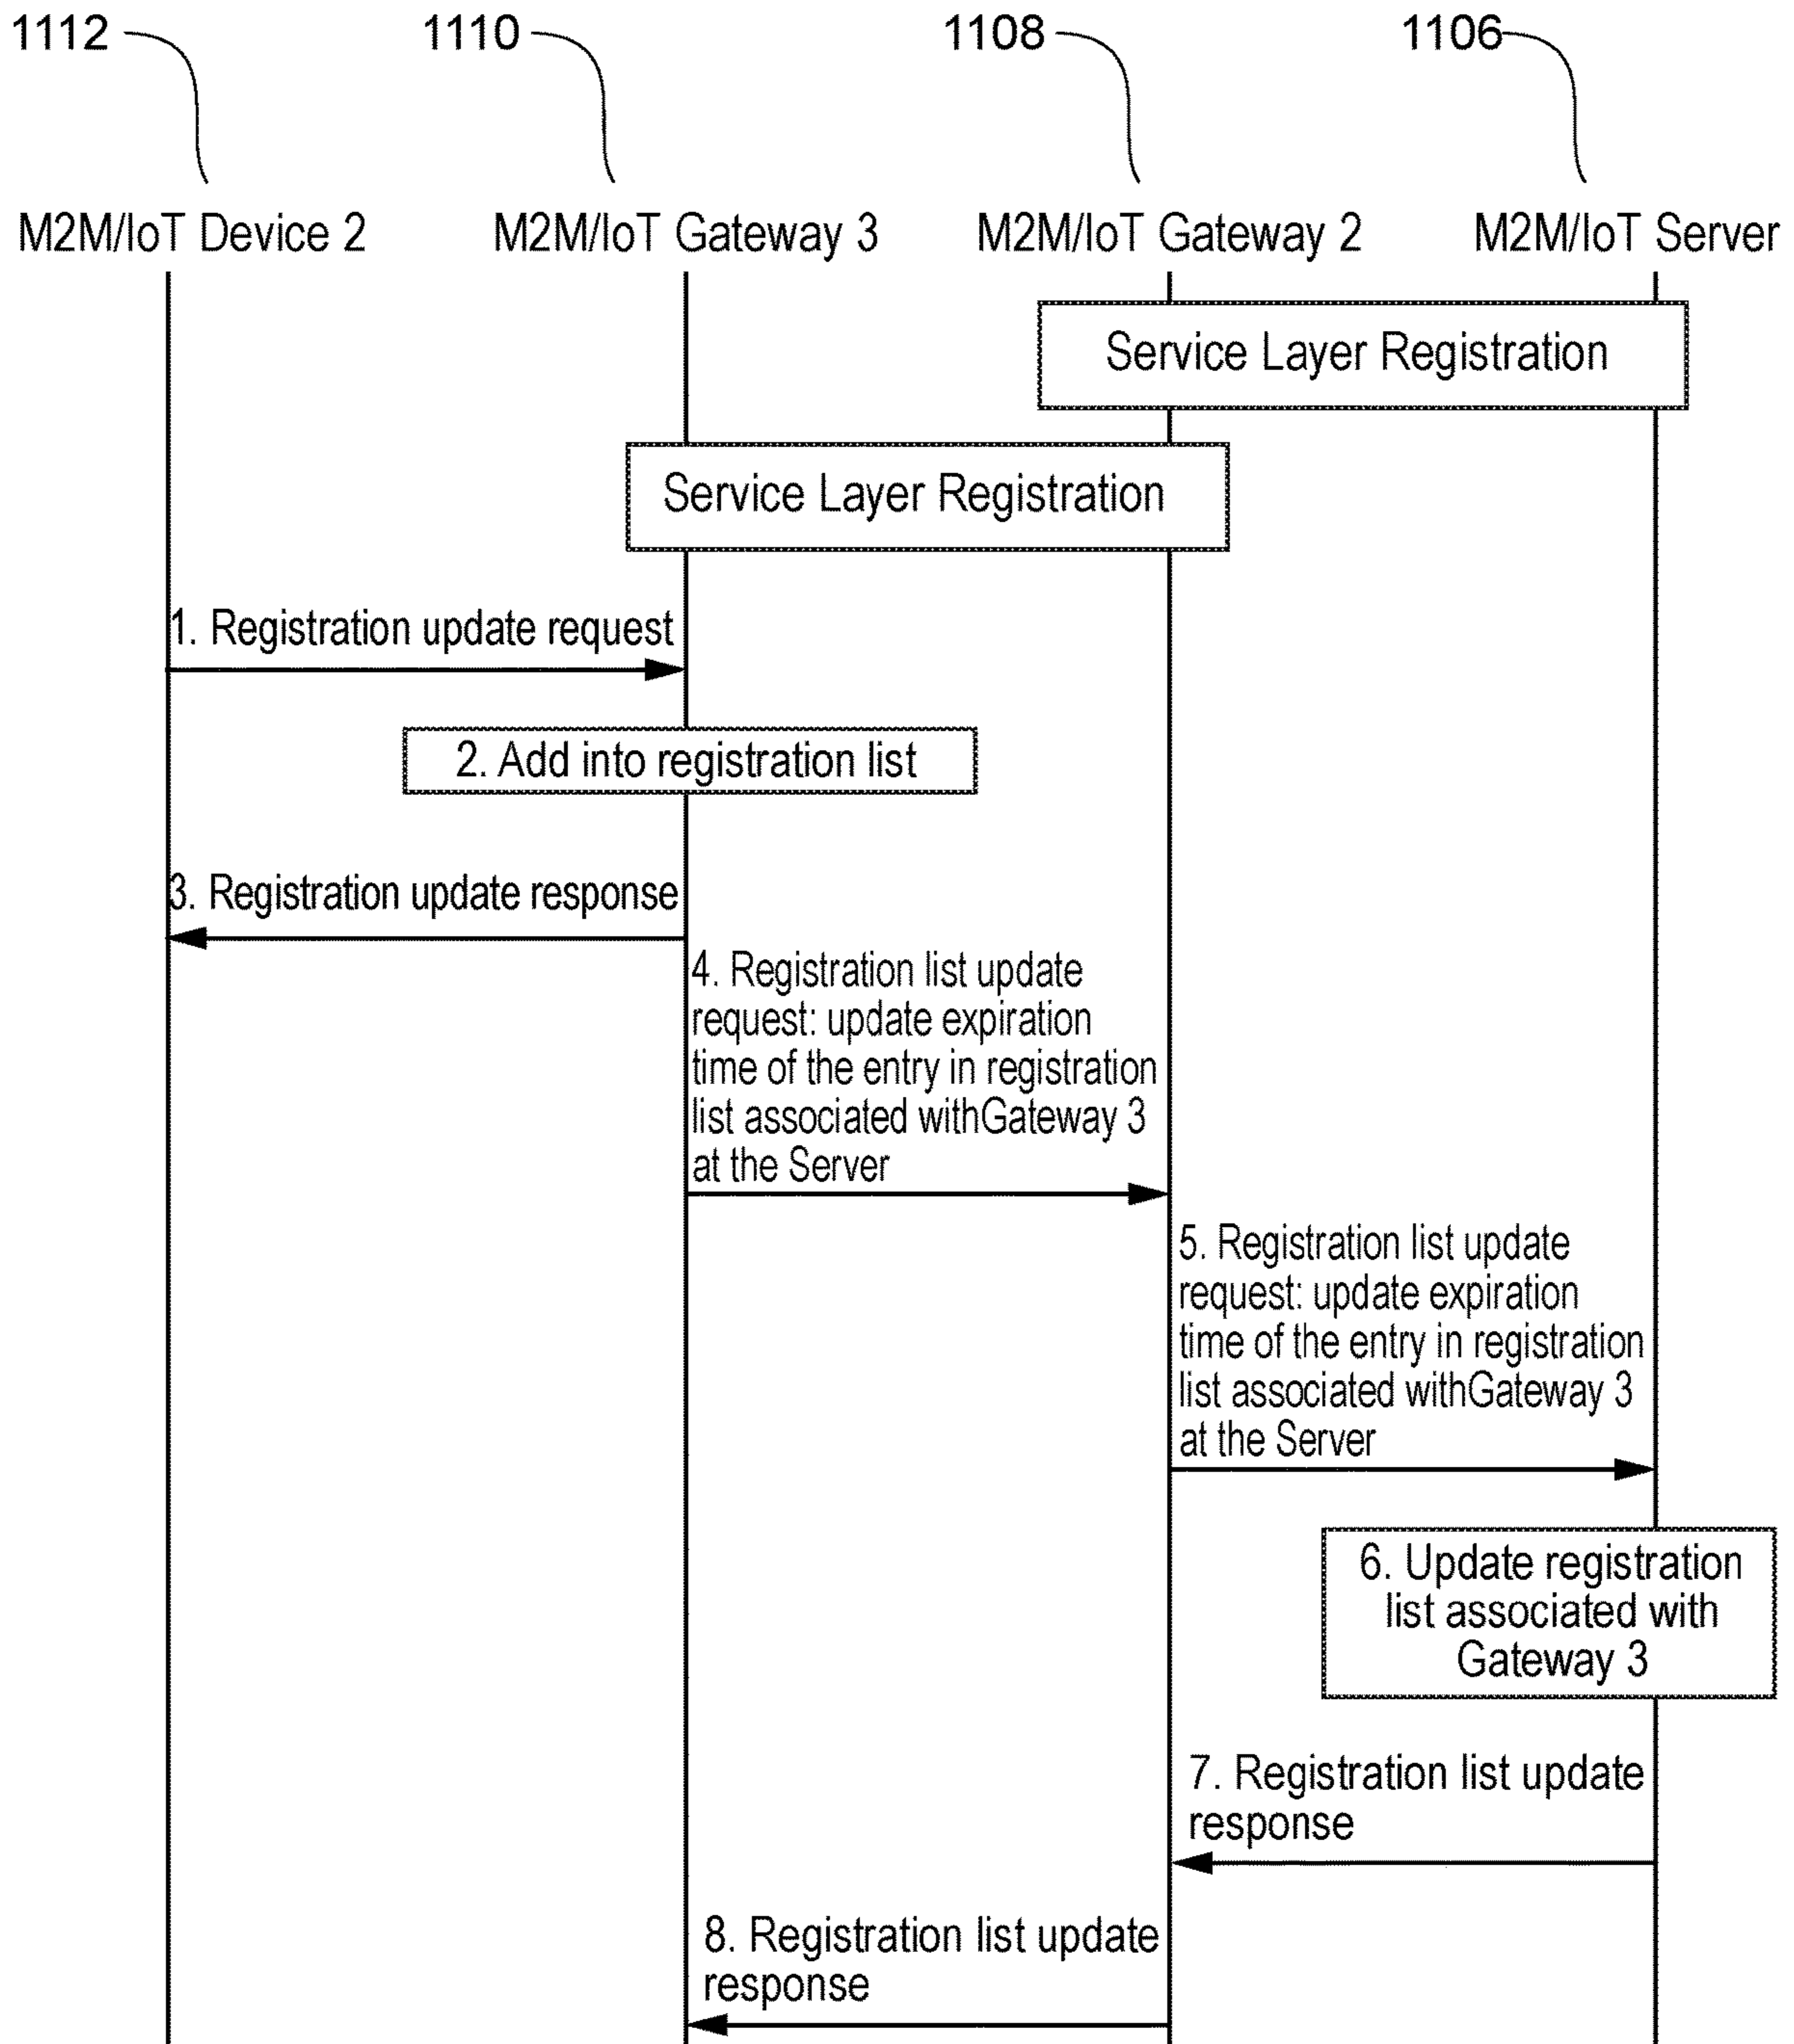 1112
1110
1108
1106
M2M/IoT Device 2
M2M/IoT Gateway 3
M2M/IoT Gateway 2
M2M/IoT Server
Service Layer Registration
Service Layer Registration
1. Registration update request
2. Add into registration list
3. Registration update response
4. Registration list update
request: update expiration
time of the entry in registration
list associated withGateway 3
at the Server
5. Registration list update
request: update expiration
time of the entry in registration
list associated withGateway 3
at the Server
6. Update registration
list associated with
Gateway 3
7. Registration list update
response
8. Registration list update
response